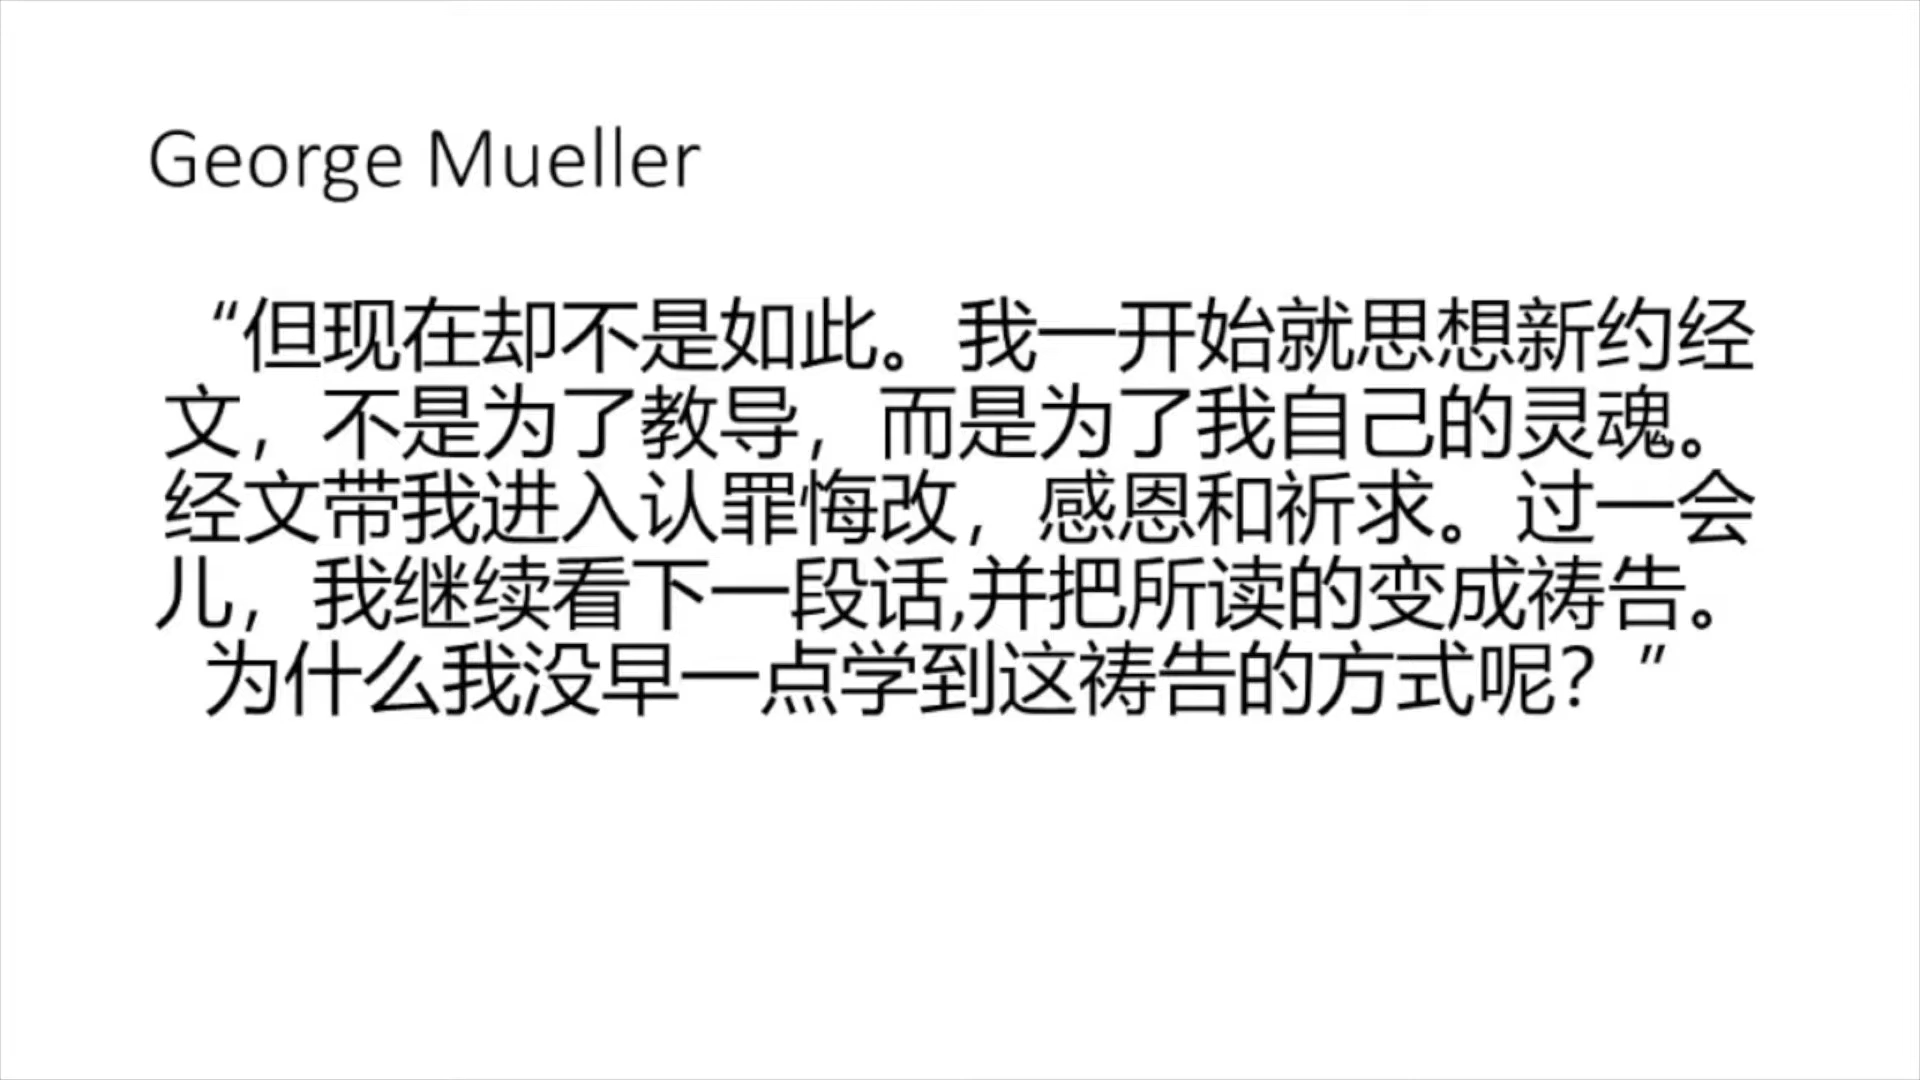 George Mueller
“但现在却不是如此。我一开始就思想新约经
文，不是为了教导，而是为了我自己的灵魂。
经文带我进入认罪悔改，感恩和祈求。过一会
儿，我继续看下一段话,并把所读的变成祷告。
为什么我没早一点学到这祷告的方式呢？”